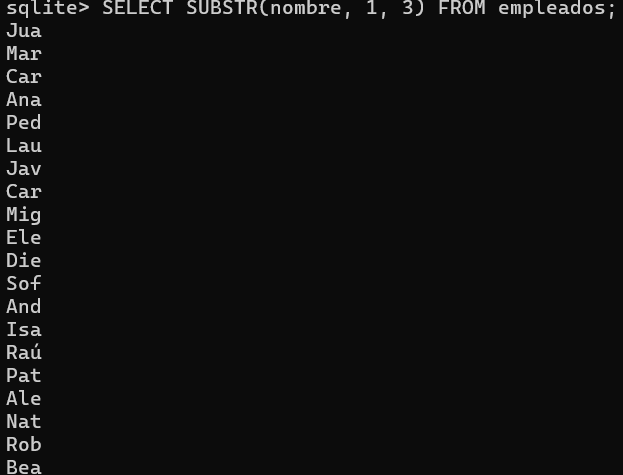 sqlite> SELECT SUBSTR(nombre, 1, 3) FROM empleados;
Jua
Mar
Car
Ana
Ped
Lau
Jav
Car
Mig
Ele
Die
Sof
And
Isa
Raú
Pat
Ale
Nat
Rob
Bea